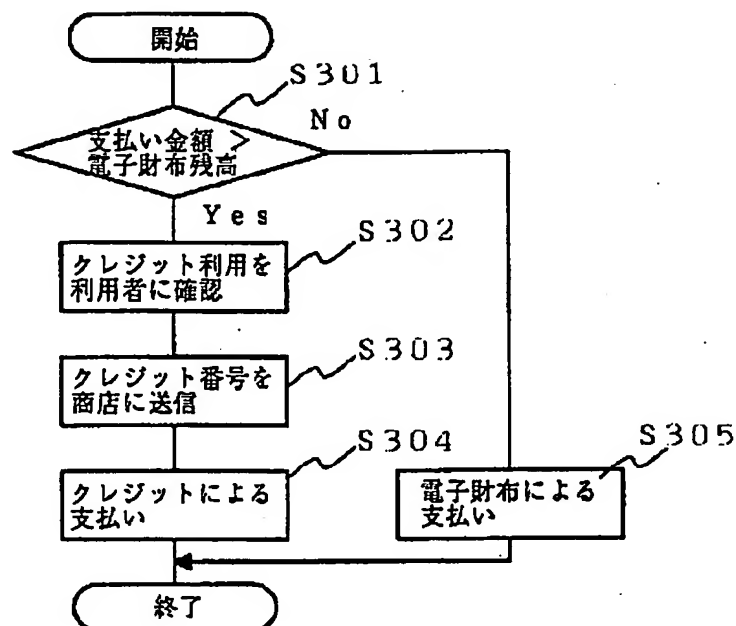 開始
S301
支払い金額 >
電子財布残高
No
Yes
S302
クレジット利用を
利用者に確認
S303
クレジット番号を
商店に送信
S304
クレジットによる
支払い
S305
電子財布による
支払い
終了